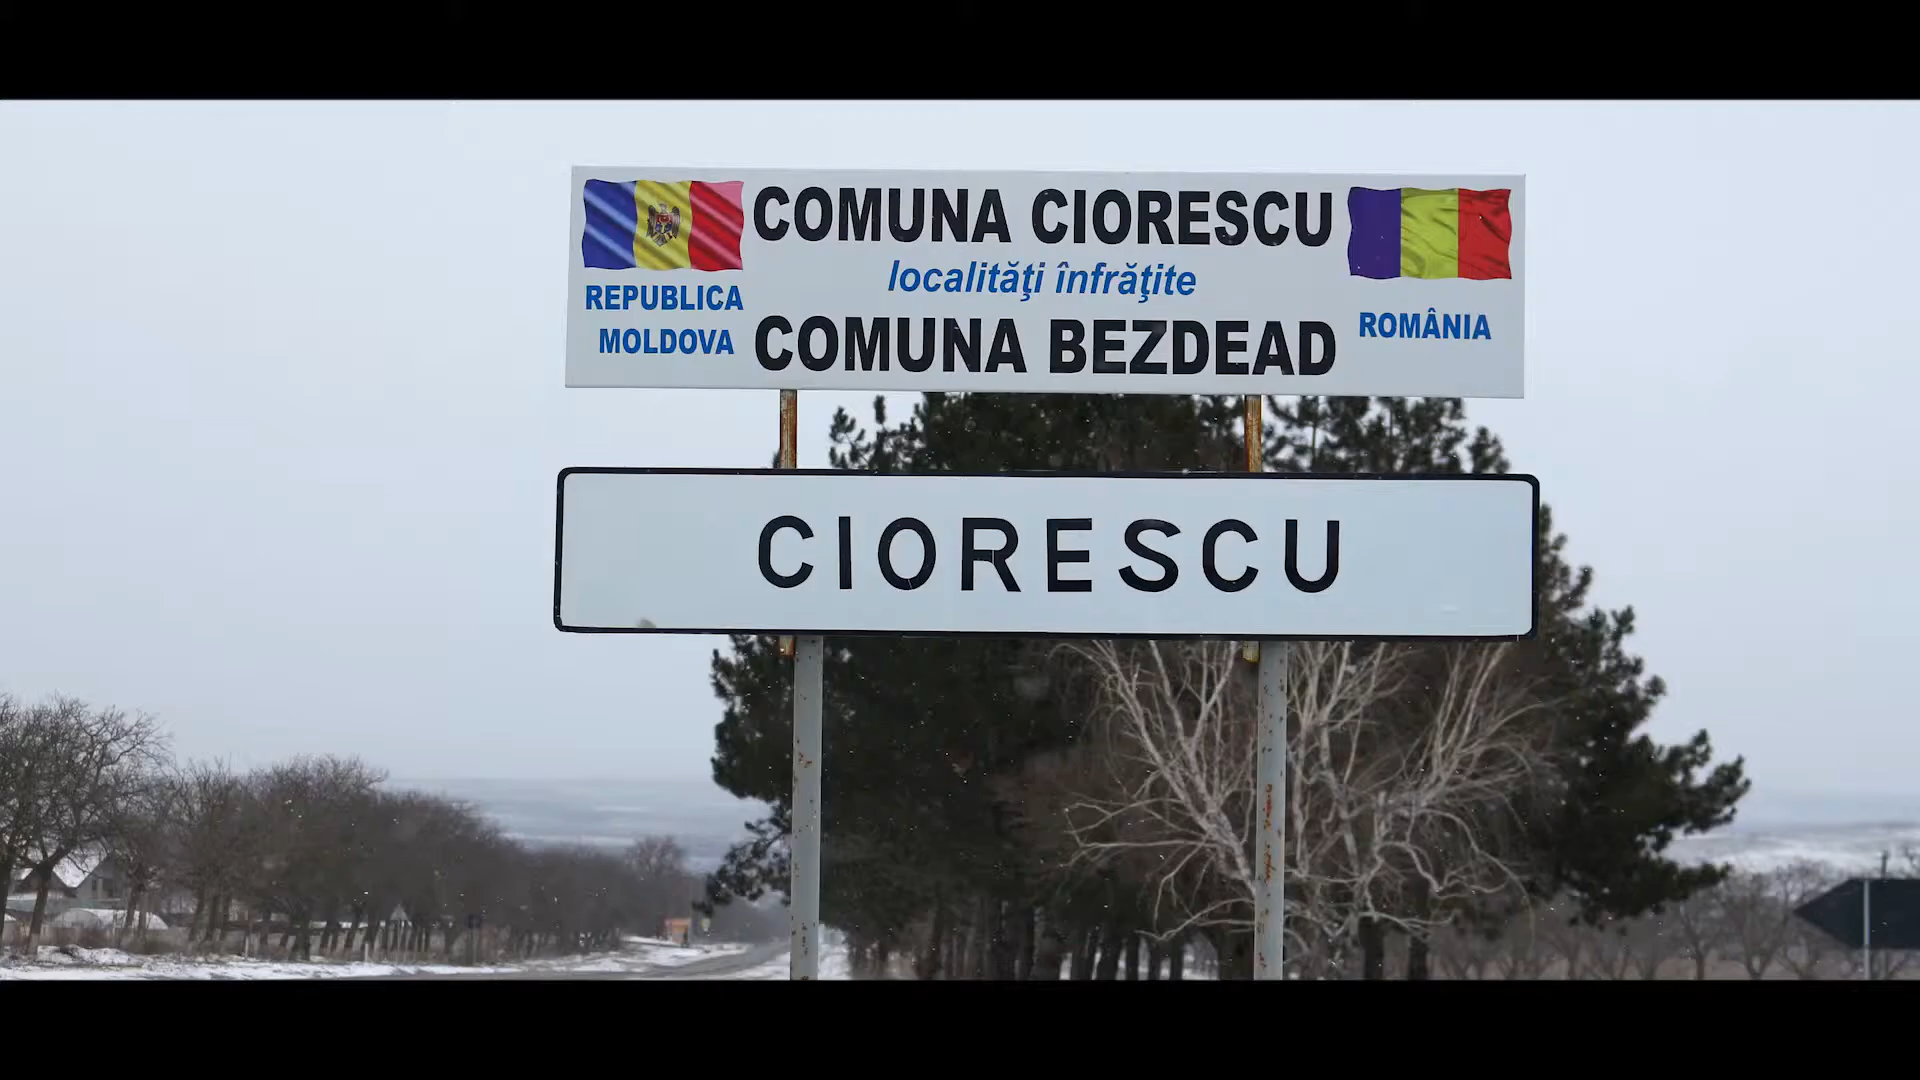 COMUNA CIORESCU
localităţi înfrăţite
COMUNA BEZDEAD
REPUBLICA
MOLDOVA
ROMÂNIA
CIORESCU